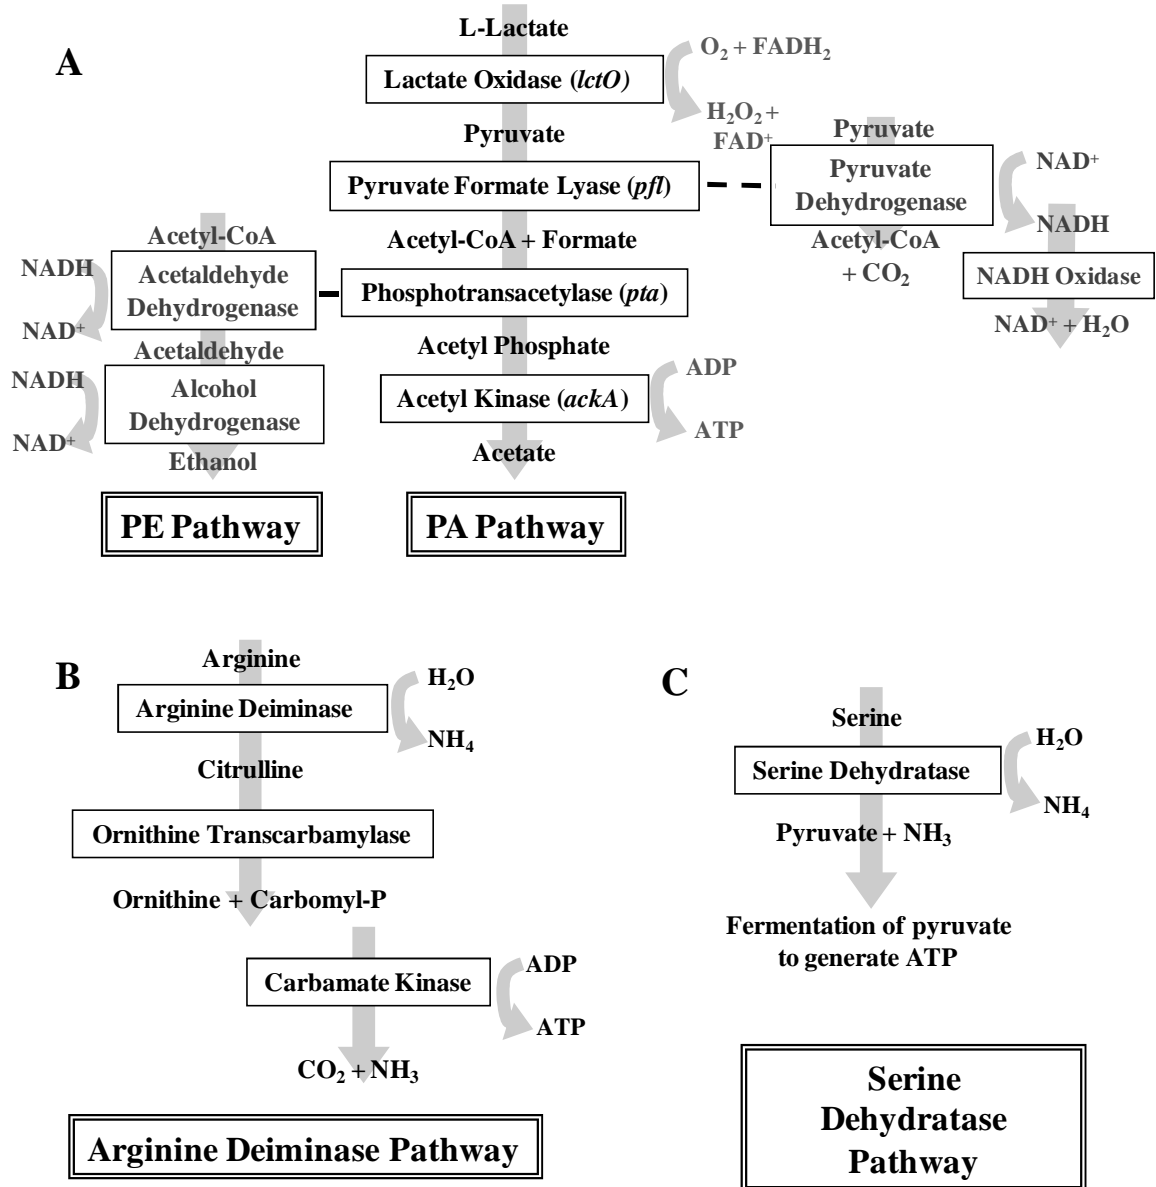 A
L-Lactate
Lactate Oxidase (lctO)
O₂ + FADH₂
H₂O₂ +
FAD⁺
Pyruvate
Pyruvate Formate Lyase (pfl)
Pyruvate
Pyruvate
Dehydrogenase
NAD⁺
NADH
Acetyl-CoA
+ CO₂
NADH Oxidase
NAD⁺ + H₂O
Acetyl-CoA + Formate
Phosphotransacetylase (pta)
Acetyl Phosphate
Acetyl Kinase (ackA)
ADP
ATP
Acetate
PA Pathway
Acetyl-CoA
NADH
Acetaldehyde
Dehydrogenase
NAD⁺
Acetaldehyde
NADH
Alcohol
Dehydrogenase
NAD⁺
Ethanol
PE Pathway
B
Arginine
Arginine Deiminase
H₂O
NH₄
Citrulline
Ornithine Transcarbamylase
Ornithine + Carbomyl-P
Carbamate Kinase
ADP
ATP
CO₂ + NH₃
Arginine Deiminase Pathway
C
Serine
Serine Dehydratase
H₂O
NH₄
Pyruvate + NH₃
Fermentation of pyruvate
to generate ATP
Serine
Dehydratase
Pathway